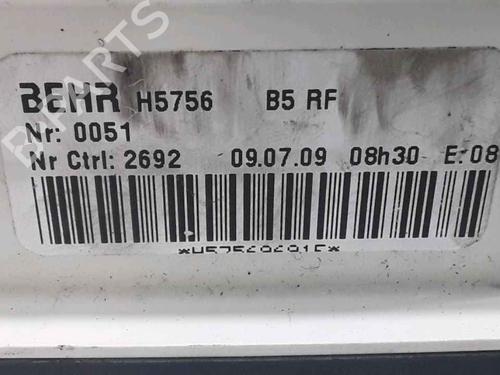 BEHR H5756 B5 RF
Nr: 0051
Nr Ctrl: 2692 09.07.09 08h30 E:08